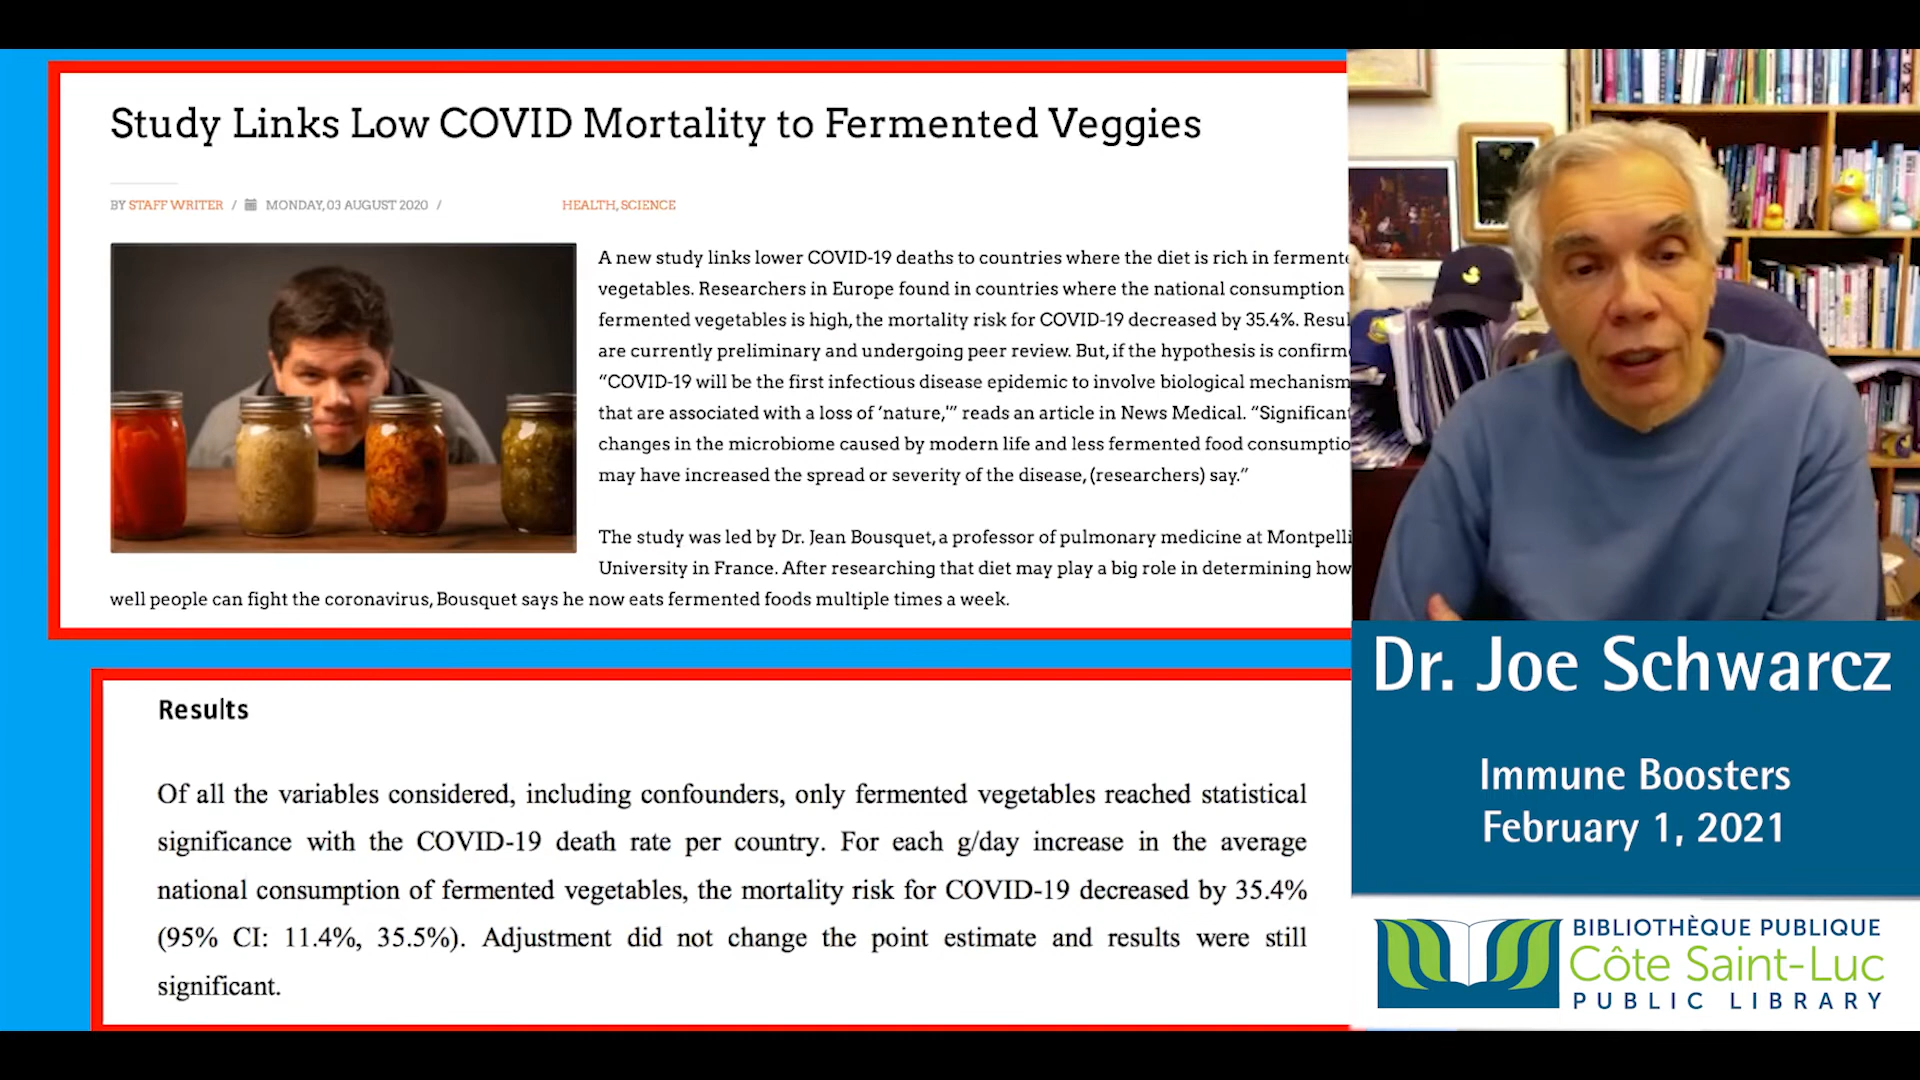 Study Links Low COVID Mortality to Fermented Veggies
BY STAFF WRITER / MONDAY, 03 AUGUST 2020 / HEALTH, SCIENCE
A new study links lower COVID-19 deaths to countries where the diet is rich in fermente
vegetables. Researchers in Europe found in countries where the national consumption
fermented vegetables is high, the mortality risk for COVID-19 decreased by 35.4%. Resul
are currently preliminary and undergoing peer review. But, if the hypothesis is confirme
“COVID-19 will be the first infectious disease epidemic to involve biological mechanism
that are associated with a loss of ‘nature,'” reads an article in News Medical. “Significant
changes in the microbiome caused by modern life and less fermented food consumptio
may have increased the spread or severity of the disease, (researchers) say.”
The study was led by Dr. Jean Bousquet, a professor of pulmonary medicine at Montpelli
University in France. After researching that diet may play a big role in determining how
well people can fight the coronavirus, Bousquet says he now eats fermented foods multiple times a week.
Results
Of all the variables considered, including confounders, only fermented vegetables reached statistical
significance with the COVID-19 death rate per country. For each g/day increase in the average
national consumption of fermented vegetables, the mortality risk for COVID-19 decreased by 35.4%
(95% CI: 11.4%, 35.5%). Adjustment did not change the point estimate and results were still
significant.
Dr. Joe Schwarcz
Immune Boosters
February 1, 2021
BIBLIOTHÈQUE PUBLIQUE
Côte Saint-Luc
PUBLIC LIBRARY